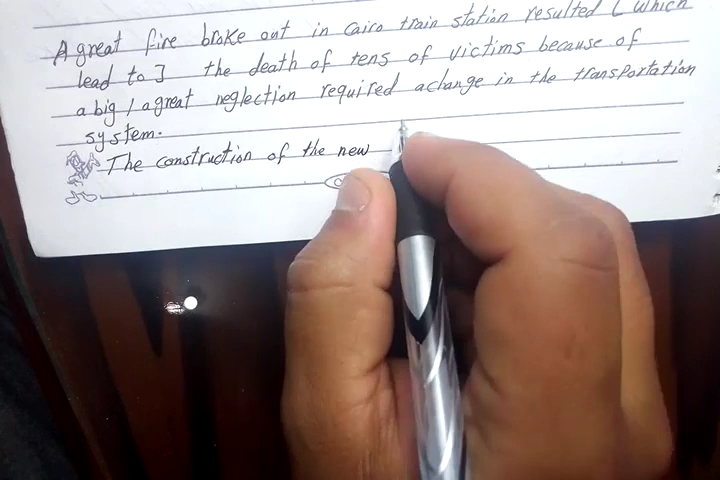 A great fire broke out in Cairo train station resulted ( which
lead to ] the death of tens of victims because of
a big / a great neglection required a change in the transportation
system.
The construction of the new